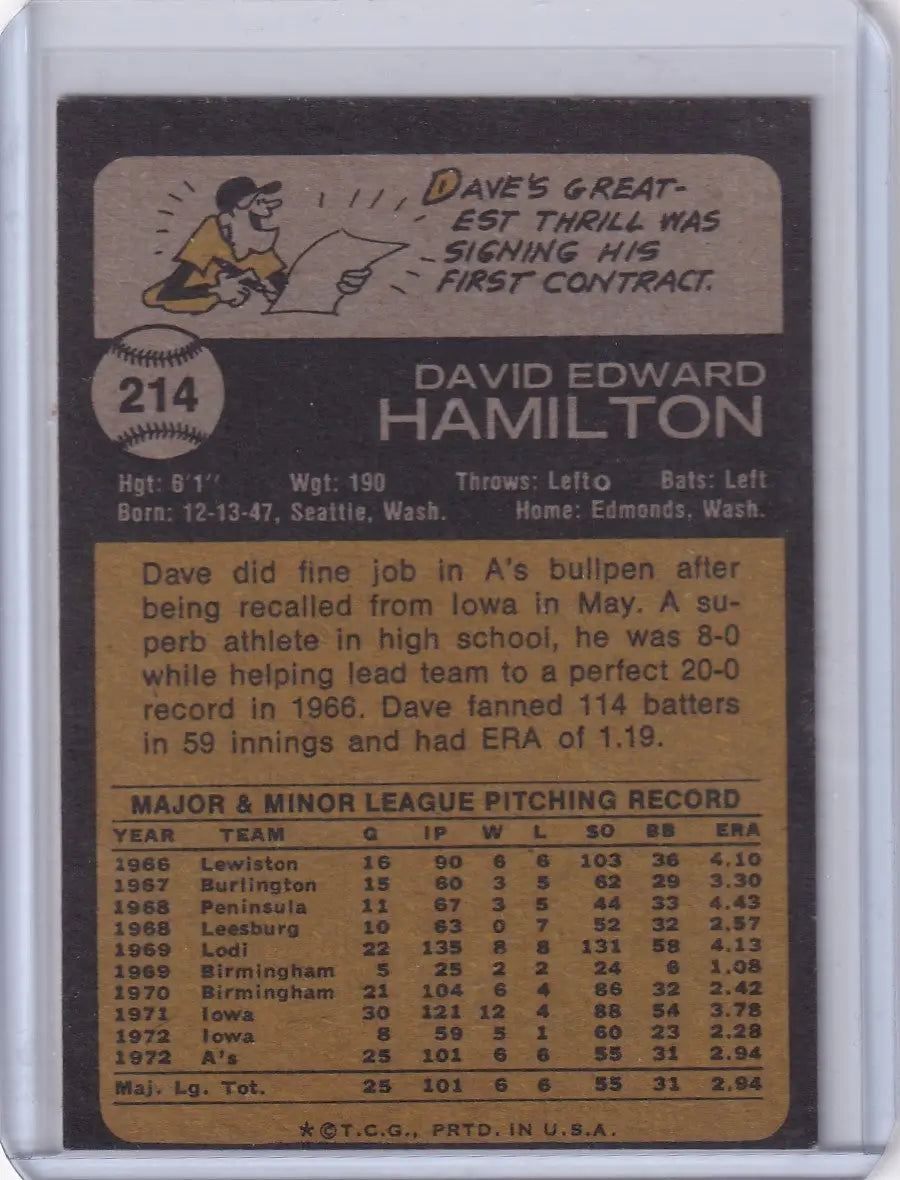 DAVE'S GREAT-
EST THRILL WAS
SIGNING HIS
FIRST CONTRACT.
214
DAVID EDWARD
HAMILTON
Hgt: 6'1" Wgt: 190 Throws: Left Bats: Left
Born: 12-13-47, Seattle, Wash. Home: Edmonds, Wash.
Dave did fine job in A's bullpen after
being recalled from Iowa in May. A su-
perb athlete in high school, he was 8-0
while helping lead team to a perfect 20-0
record in 1966. Dave fanned 114 batters
in 59 innings and had ERA of 1.19.
MAJOR & MINOR LEAGUE PITCHING RECORD
YEAR TEAM G IP W L SO BB ERA
1966 Lewiston 16 90 6 6 103 36 4.10
1967 Burlington 15 60 3 5 62 29 3.30
1968 Peninsula 11 67 3 5 44 33 4.43
1968 Leesburg 10 63 0 7 52 32 2.57
1969 Lodi 22 135 8 8 131 58 4.13
1969 Birmingham 5 25 2 2 24 6 1.08
1970 Birmingham 21 104 6 4 86 32 2.42
1971 Iowa 30 121 12 4 88 54 3.78
1972 Iowa 8 59 5 1 60 23 2.28
1972 A's 25 101 6 6 55 31 2.94
Maj. Lg. Tot. 25 101 6 6 55 31 2.94
*©T.C.G., PRTD. IN U.S.A.